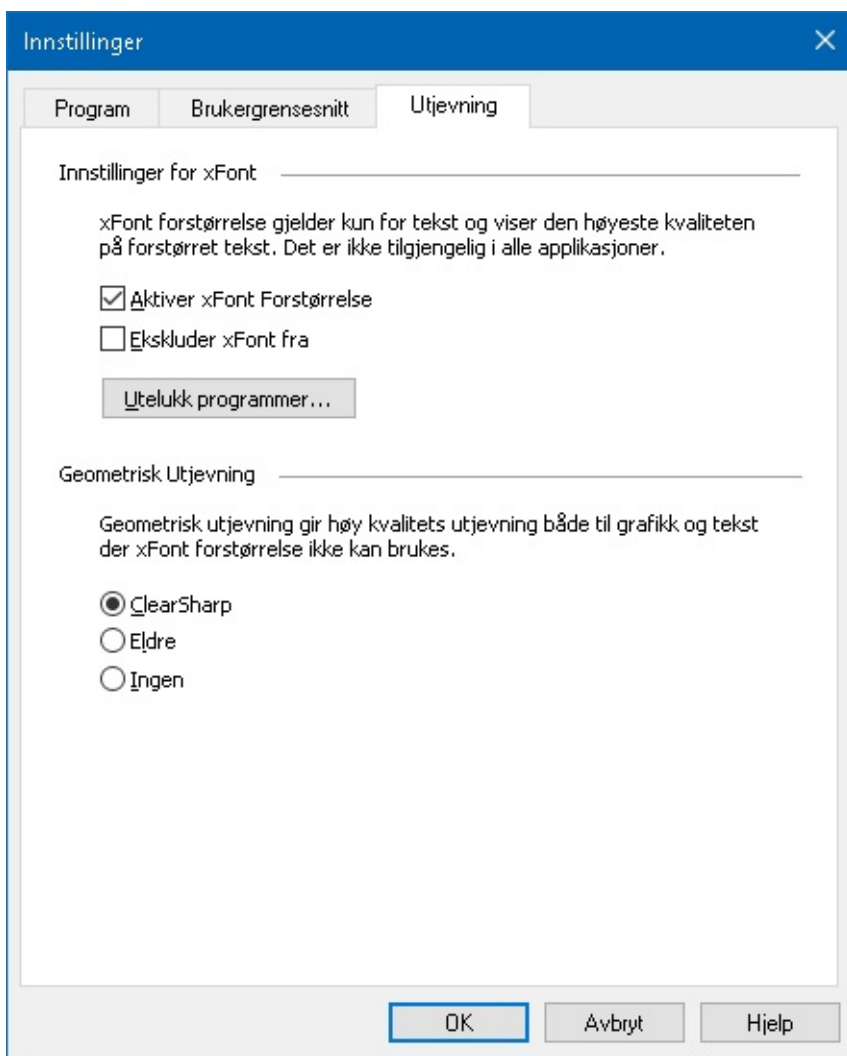 Innstillinger
Program Brukergrensesnitt Utjevning
Innstillinger for xFont
xFont forstørrelse gjelder kun for tekst og viser den høyeste kvaliteten
på forstørret tekst. Det er ikke tilgjengelig i alle applikasjoner.
Aktiver xFont Forstørrelse
Ekskluder xFont fra
Utelukk programmer...
Geometrisk Utjevning
Geometrisk utjevning gir høy kvalitets utjevning både til grafikk og tekst
der xFont forstørrelse ikke kan brukes.
ClearSharp
Eldre
Ingen
OK Avbryt Hjelp